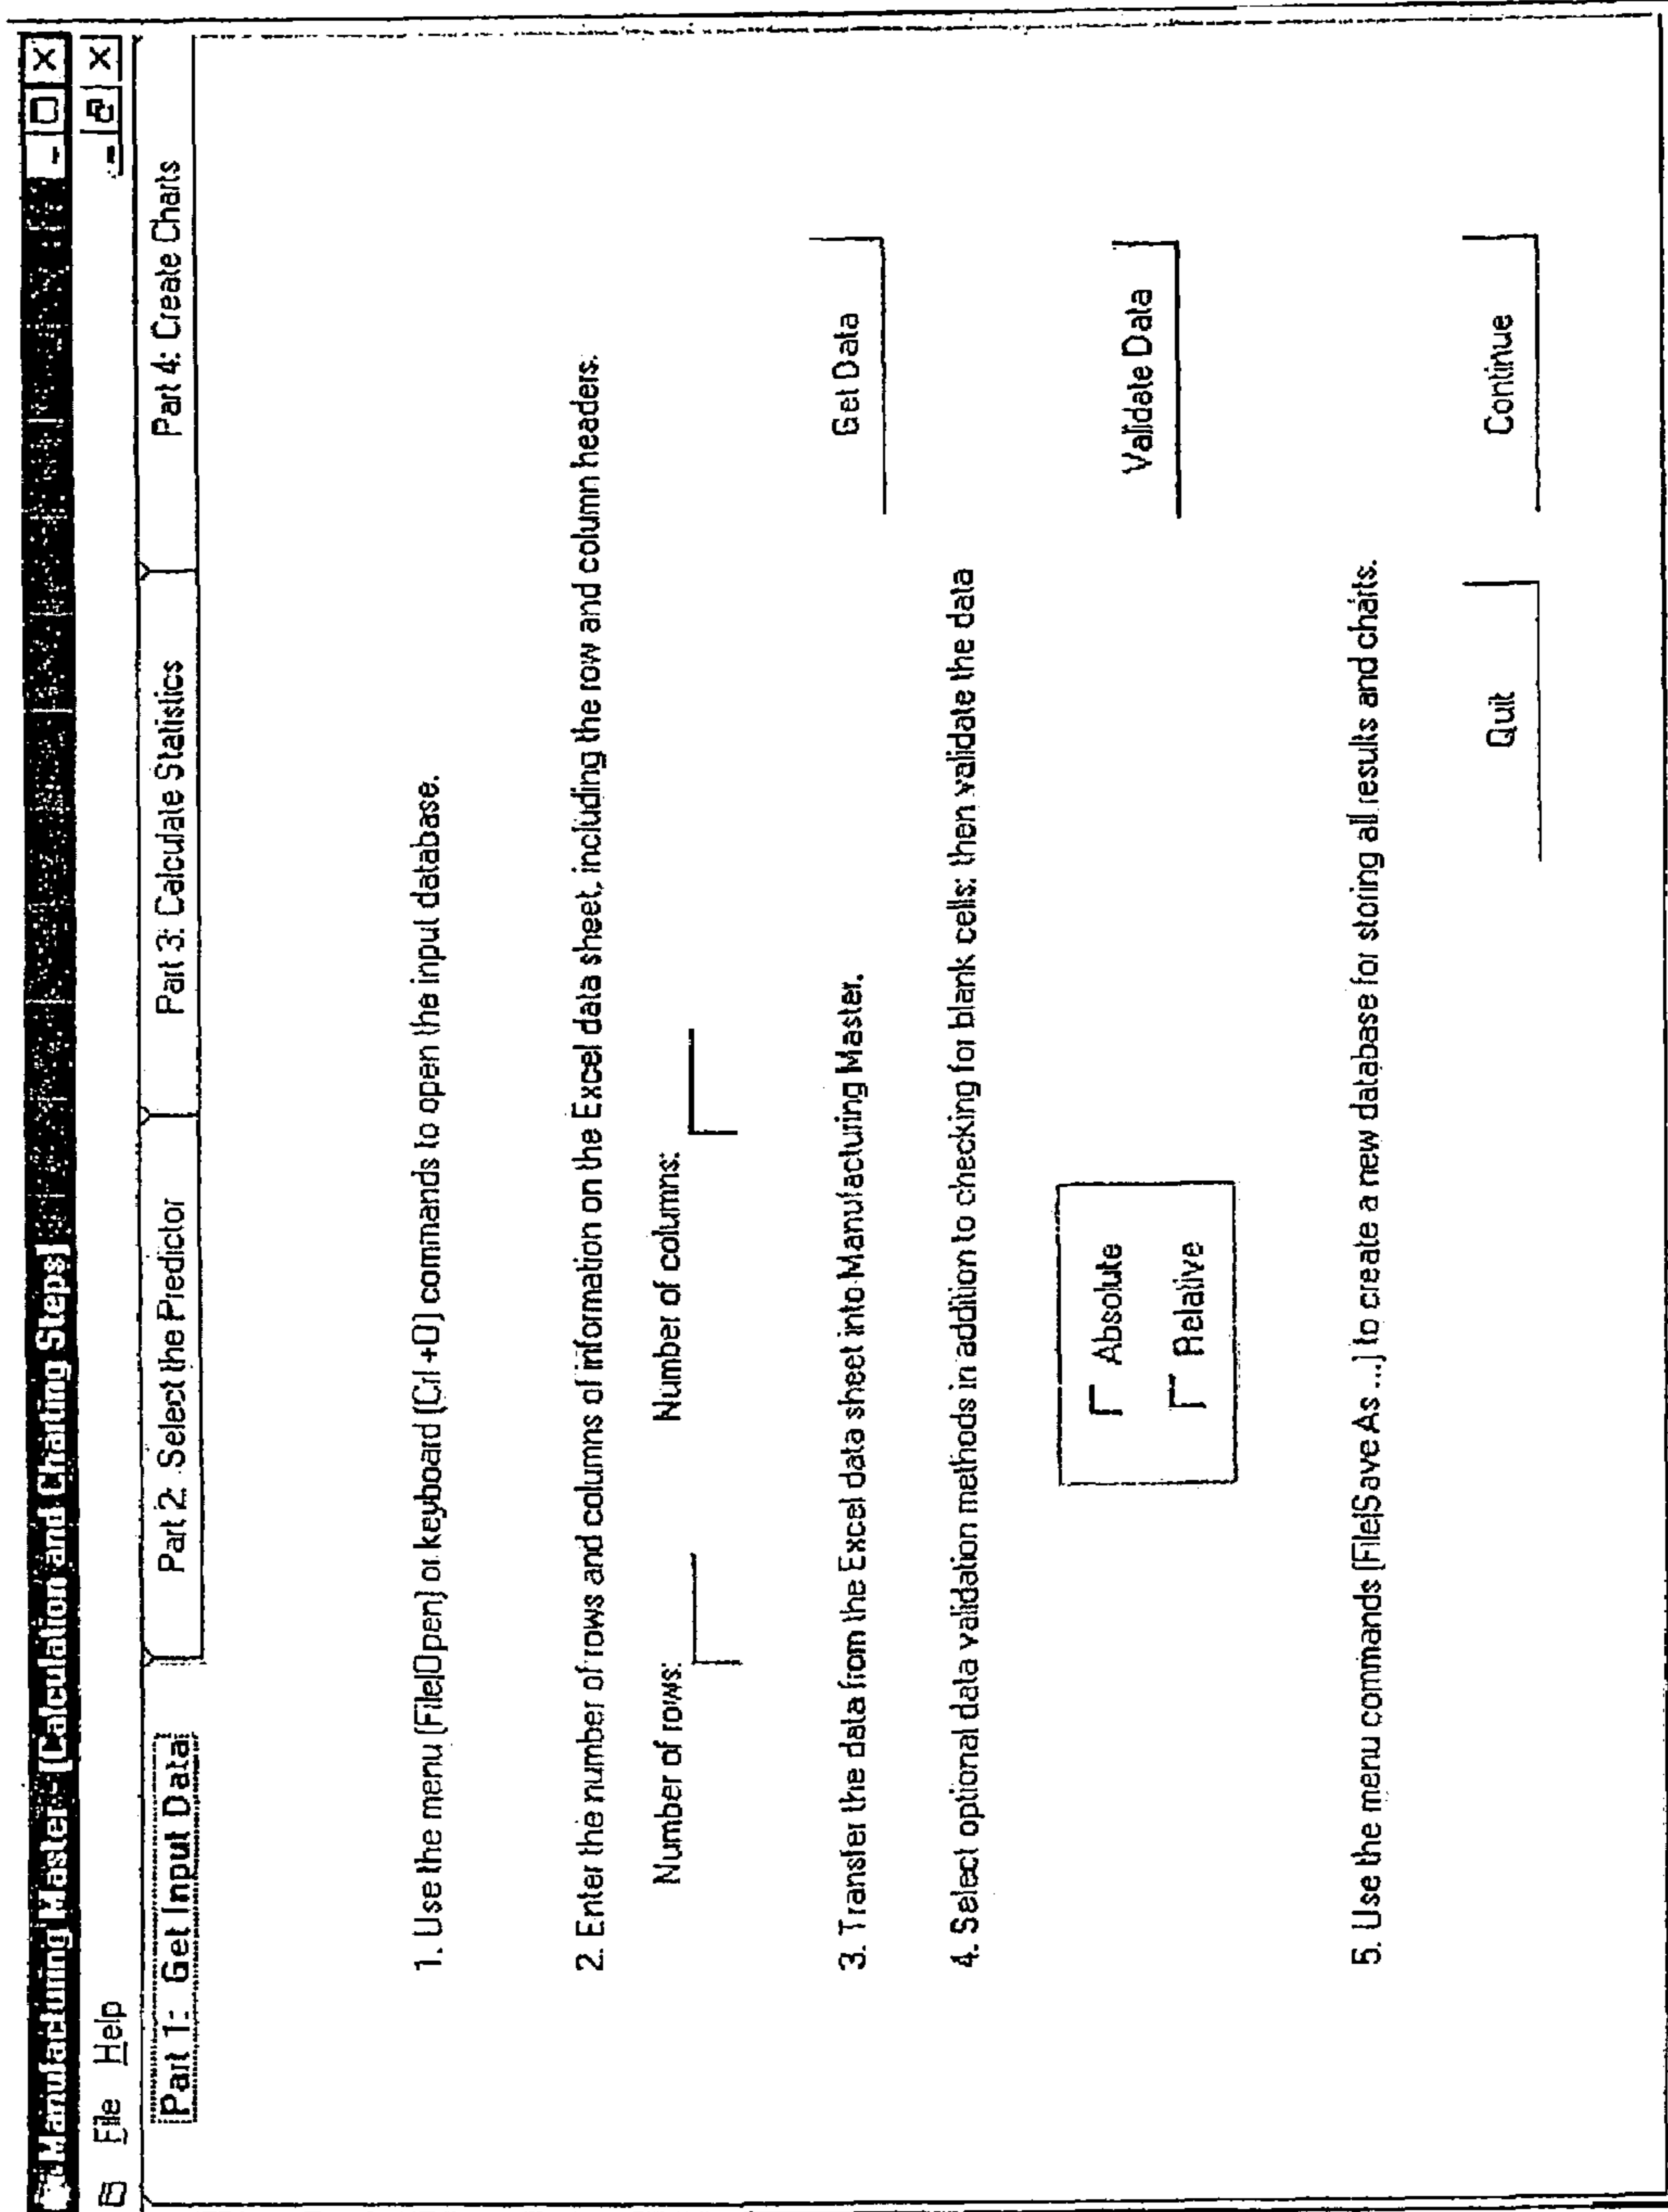 Manufacturing Master - [Calculation and Charting Steps]
File Help
Part 1: Get Input Data
Part 2: Select the Predictor
Part 3: Calculate Statistics
Part 4: Create Charts
1. Use the menu (File|Open) or keyboard (Crl +O) commands to open the input database.
2. Enter the number of rows and columns of information on the Excel data sheet, including the row and column headers.
Number of rows:
Number of columns:
3. Transfer the data from the Excel data sheet into Manufacturing Master.
Get Data
4. Select optional data validation methods in addition to checking for blank cells: then validate the data
Absolute
Relative
Validate Data
5. Use the menu commands (File|Save As ...) to create a new database for storing all results and charts.
Quit
Continue